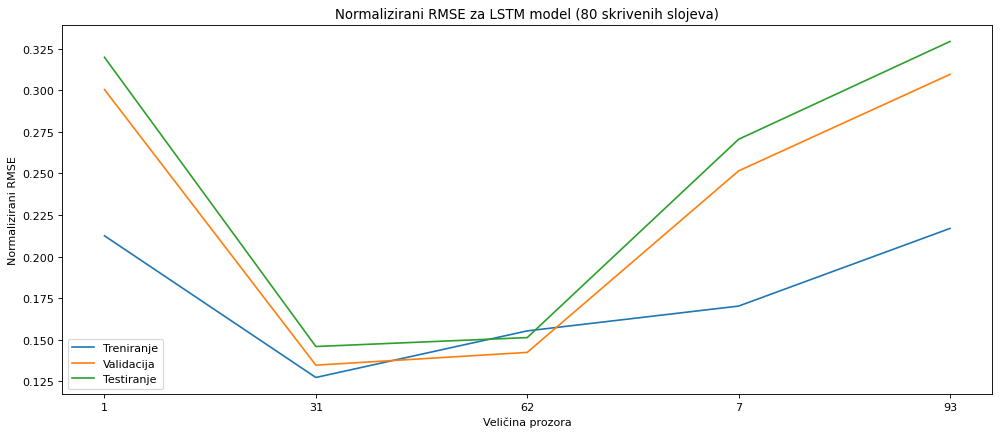 Normalizirani RMSE za LSTM model (80 skrivenih slojeva)
Normalizirani RMSE
0.325
0.300
0.275
0.250
0.225
0.200
0.175
0.150
0.125
Treniranje
Validacija
Testiranje
1 31 62 7 93
Veličina prozora